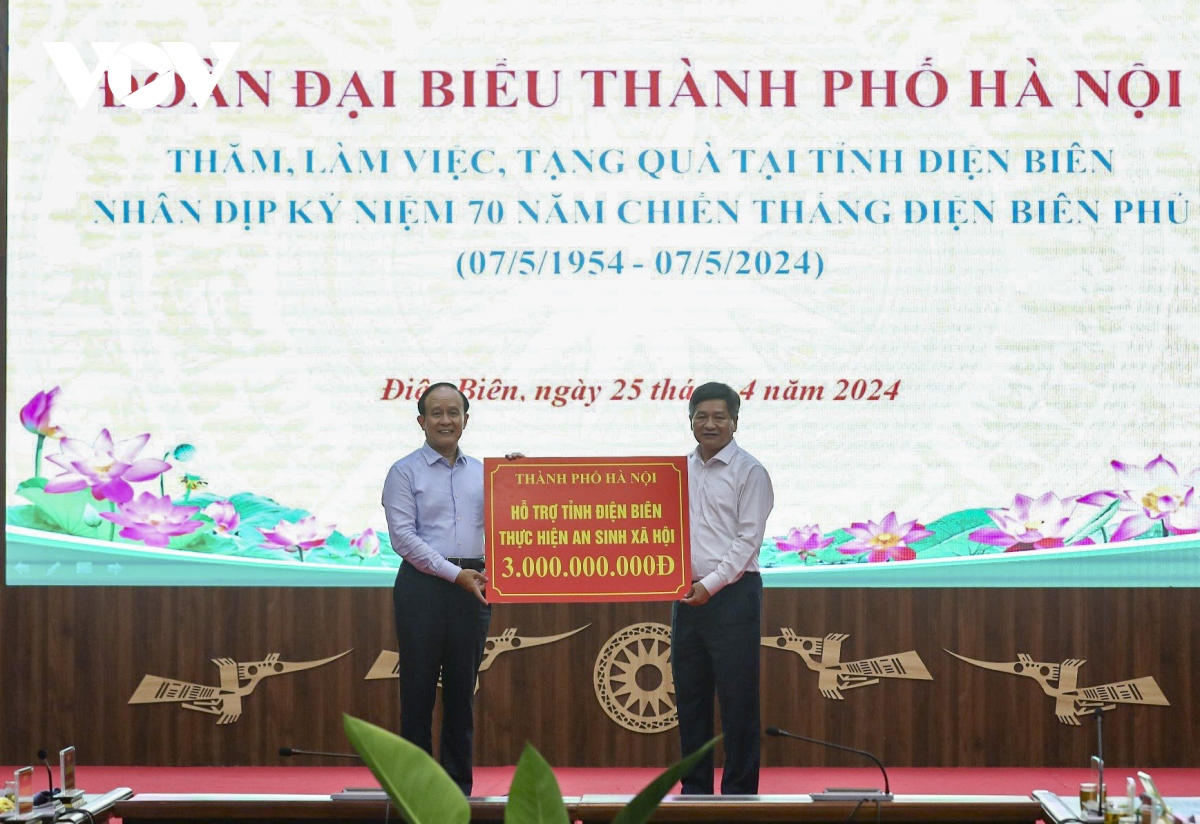 VOV
ĐOÀN ĐẠI BIỂU THÀNH PHỐ HÀ NỘI
THĂM, LÀM VIỆC, TẶNG QUÀ TẠI TỈNH ĐIỆN BIÊN
NHÂN DỊP KỶ NIỆM 70 NĂM CHIẾN THẮNG ĐIỆN BIÊN PHỦ
(07/5/1954 - 07/5/2024)
Điện Biên, ngày 25 tháng 4 năm 2024
THÀNH PHỐ HÀ NỘI
HỖ TRỢ TỈNH ĐIỆN BIÊN
THỰC HIỆN AN SINH XÃ HỘI
3.000.000.000Đ